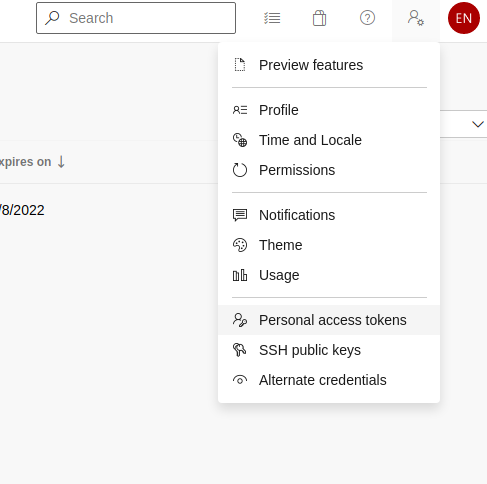 Search
EN
Preview features
Profile
Time and Locale
xpires on ↓
Permissions
/8/2022
Notifications
Theme
Usage
Personal access tokens
SSH public keys
Alternate credentials